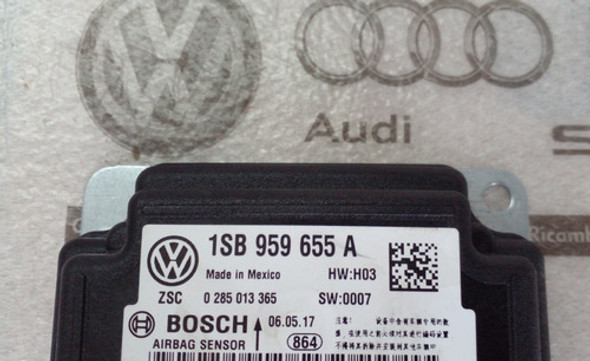 Audi
1SB 959 655 A
Made in Mexico HW:H03
ZSC 0 285 013 365 SW:0007
BOSCH 06.05.17
AIRBAG SENSOR 864
Ricamb